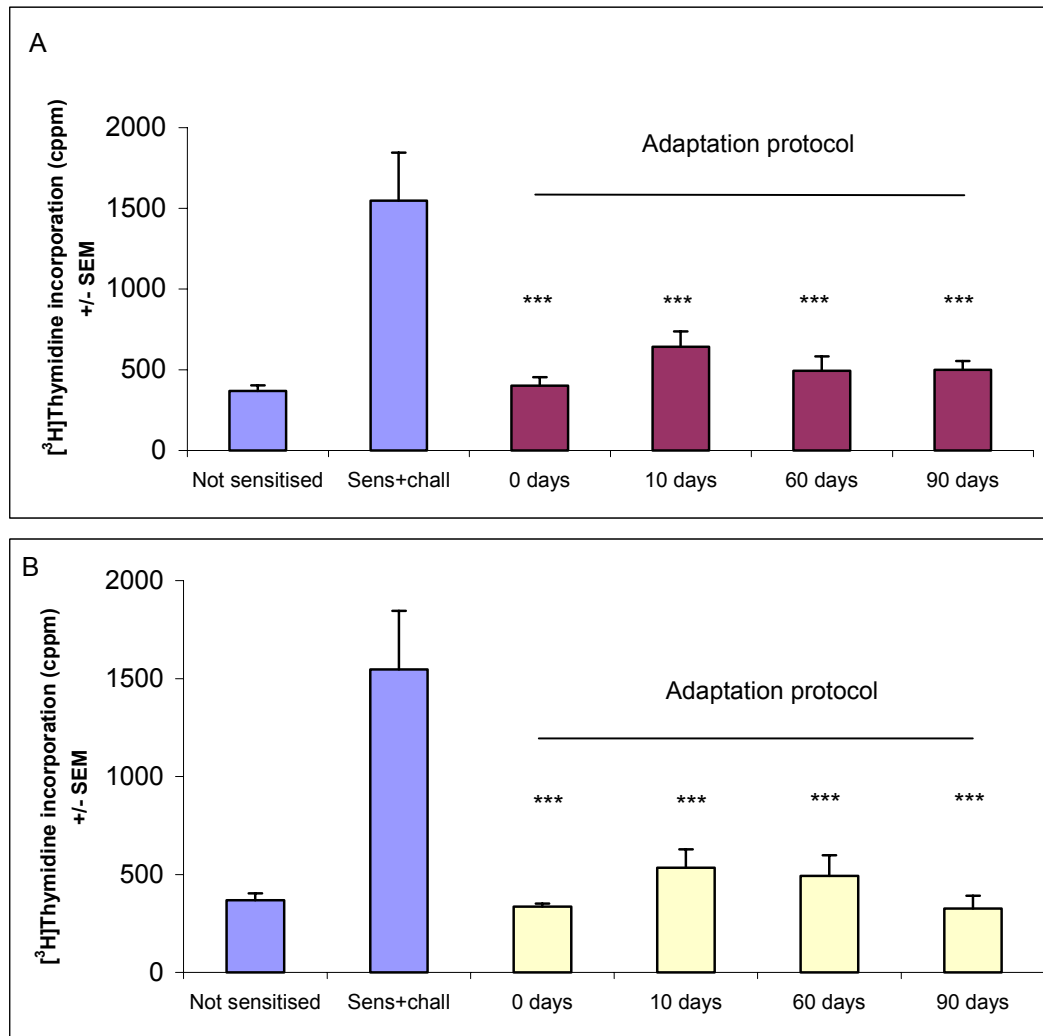 A
[³H]Thymidine incorporation (cppm)
+/- SEM
2000
1500
1000
500
0
Adaptation protocol
*** *** *** ***
Not sensitised Sens+chall 0 days 10 days 60 days 90 days
B
[³H]Thymidine incorporation (cppm)
+/- SEM
2000
1500
1000
500
0
Adaptation protocol
*** *** *** ***
Not sensitised Sens+chall 0 days 10 days 60 days 90 days